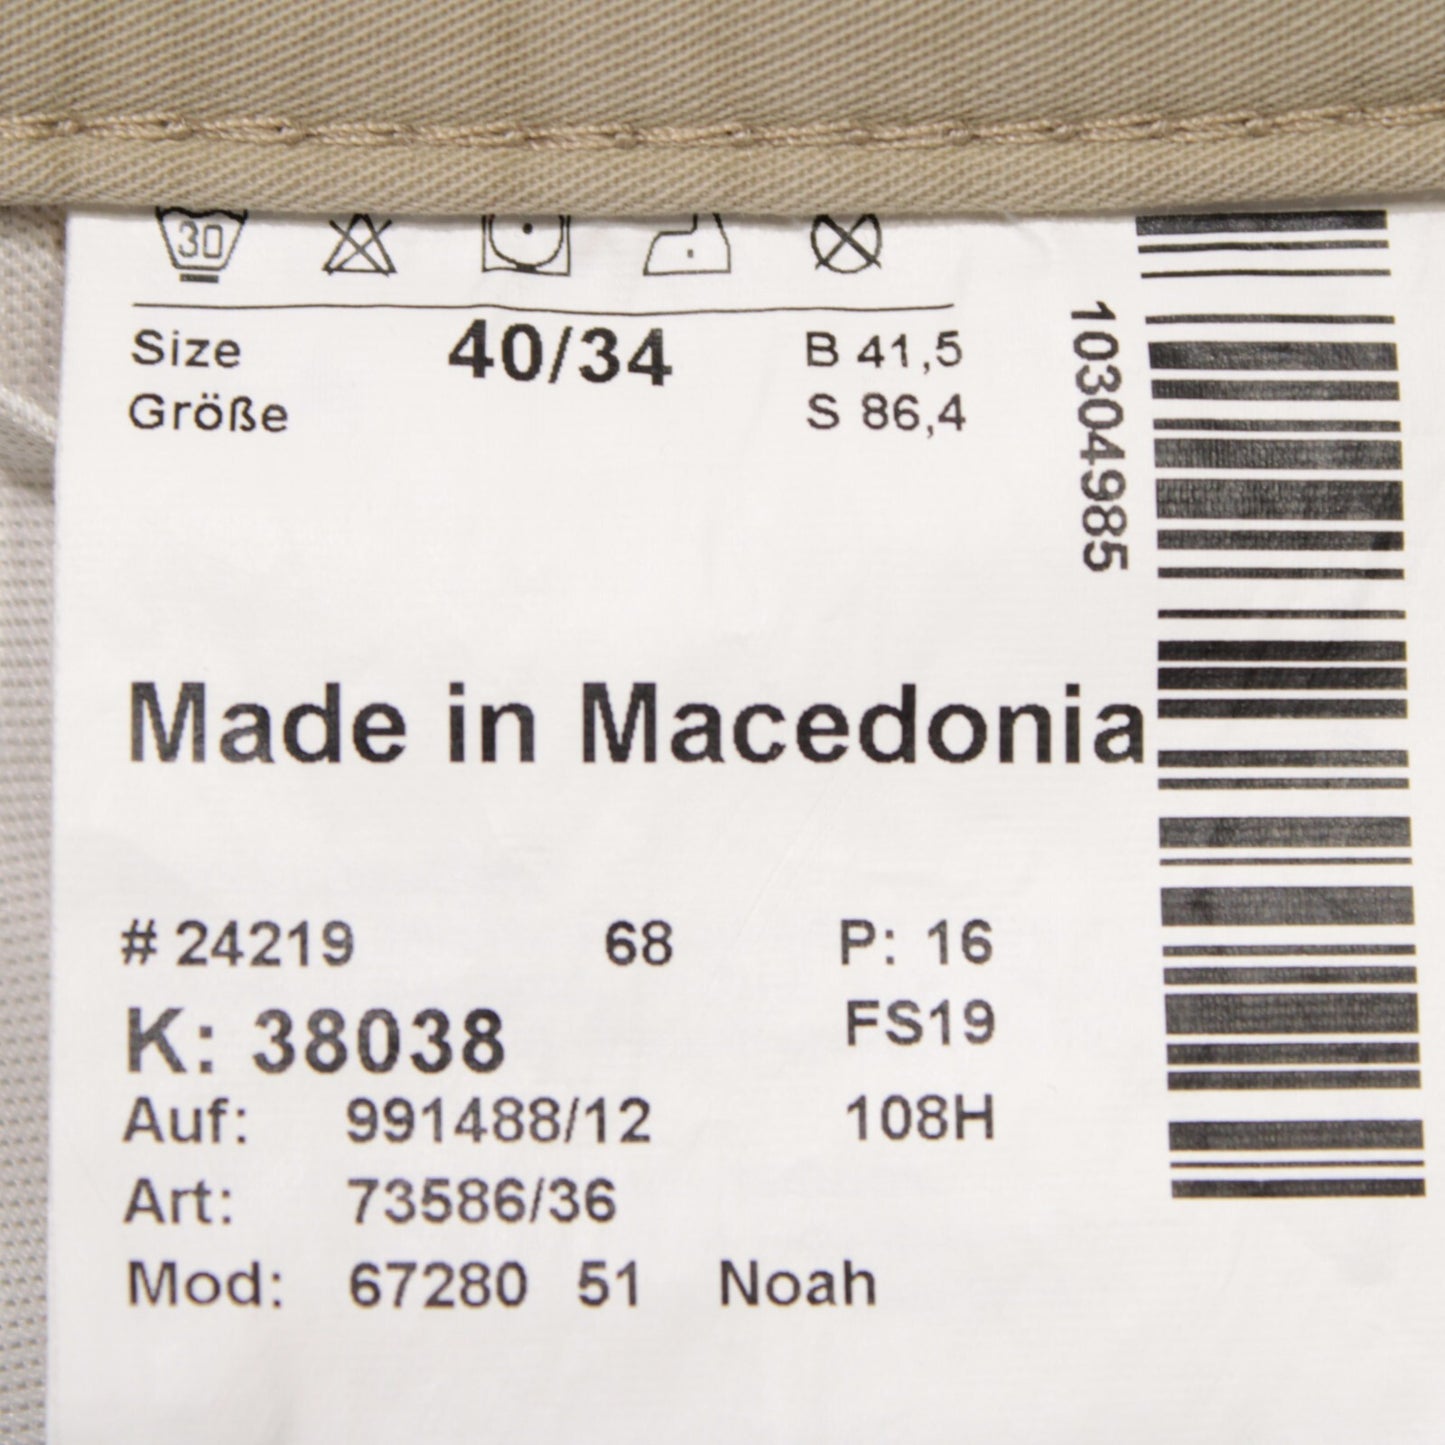 30
Size 40/34 B 41,5
Größe S 86,4
10304985
Made in Macedonia
# 24219 68 P: 16
K: 38038 FS19
Auf: 991488/12 108H
Art: 73586/36
Mod: 67280 51 Noah